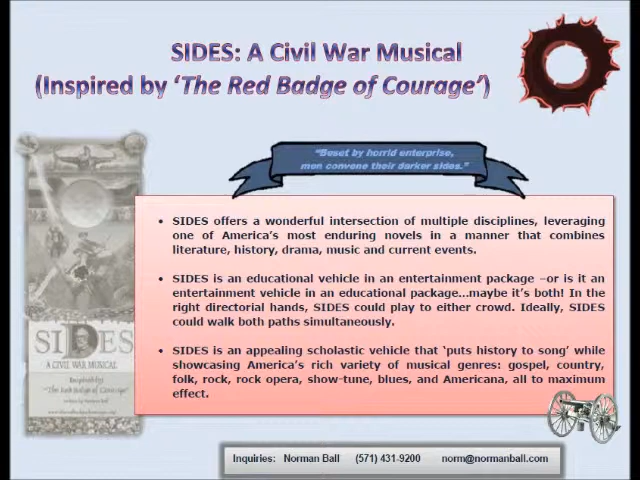 SIDES: A Civil War Musical
(Inspired by ‘The Red Badge of Courage’)
“Beset by horrid enterprise,
men convene their darker sides.”
• SIDES offers a wonderful intersection of multiple disciplines, leveraging
one of America’s most enduring novels in a manner that combines
literature, history, drama, music and current events.
• SIDES is an educational vehicle in an entertainment package –or is it an
entertainment vehicle in an educational package...maybe it’s both! In the
right directorial hands, SIDES could play to either crowd. Ideally, SIDES
could walk both paths simultaneously.
• SIDES is an appealing scholastic vehicle that ‘puts history to song’ while
showcasing America’s rich variety of musical genres: gospel, country,
folk, rock, rock opera, show-tune, blues, and Americana, all to maximum
effect.
SIDES
A CIVIL WAR MUSICAL
Inspired by
“The Red Badge of Courage”
Inquiries: Norman Ball (571) 431-9200 norm@normanball.com